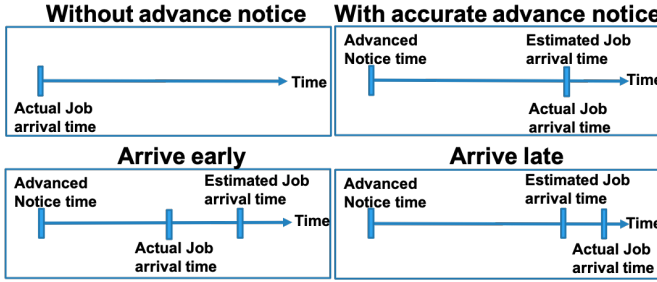 Without advance notice
Time
Actual Job
arrival time
With accurate advance notice
Advanced
Notice time
Estimated Job
arrival time
Time
Actual Job
arrival time
Arrive early
Advanced
Notice time
Estimated Job
arrival time
Time
Actual Job
arrival time
Arrive late
Advanced
Notice time
Estimated Job
arrival time
Time
Actual Job
arrival time